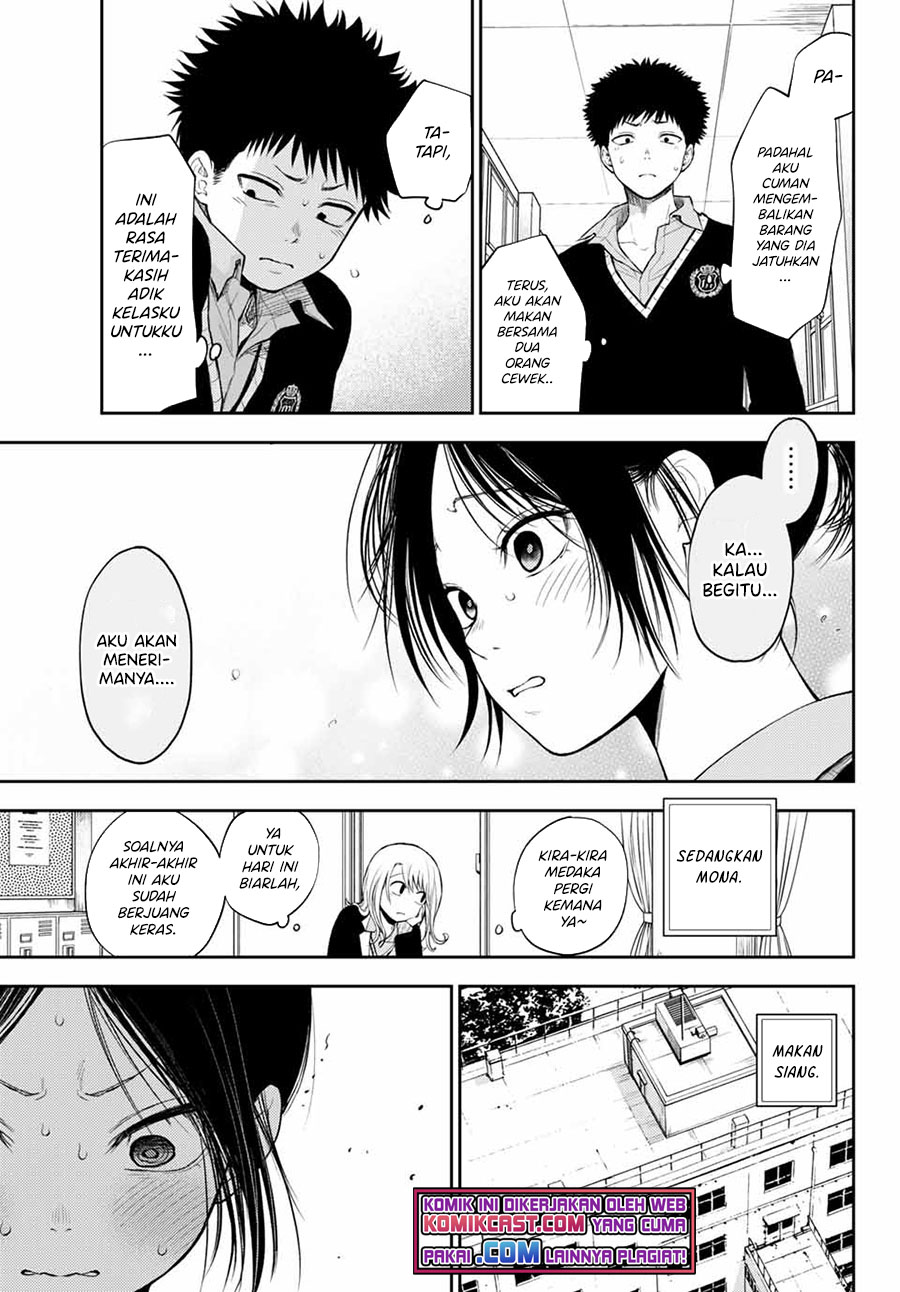 PA-
PADAHAL
AKU
CUMAN
MENGEM-
BALIKAN
BARANG
YANG DIA
JATUHKAN
...
TERUS,
AKU AKAN
MAKAN
BERSAMA
DUA
ORANG
CEWEK..
TA-
TAPI,
INI
ADALAH
RASA
TERIMA-
KASIH
ADIK
KELASKU
UNTUKKU
...
......
KA...
KALAU
BEGITU...
AKU AKAN
MENERI-
MANYA....
SEDANGKAN
MONA.
KIRA-KIRA
MEDAKA
PERGI
KEMANA
YA~
YA
UNTUK
HARI INI
BIARLAH,
SOALNYA
AKHIR-AKHIR
INI AKU
SUDAH
BERJUANG
KERAS.
MAKAN
SIANG.
KOMIK INI DIKERJAKAN OLEH WEB
KOMIKCAST.COM YANG CUMA
PAKAI .COM LAINNYA PLAGIAT!